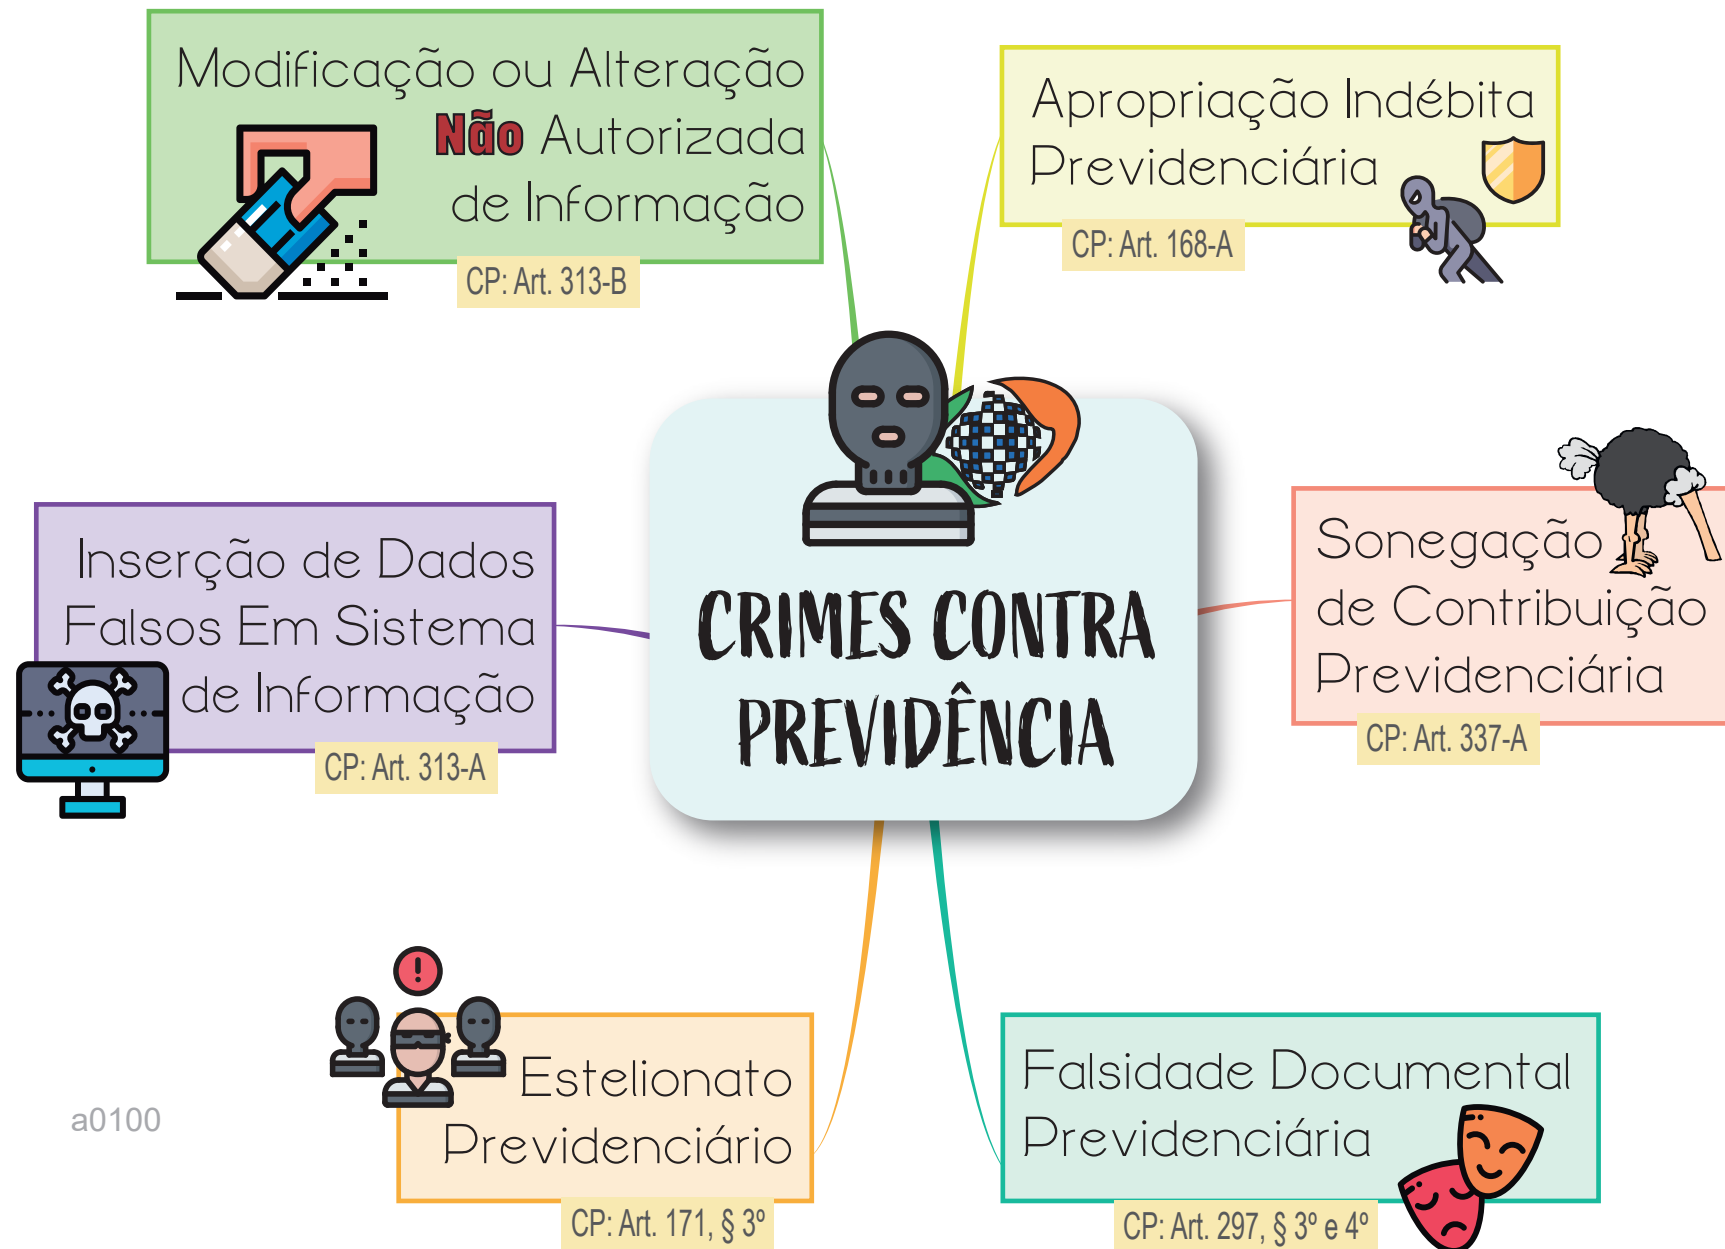 Modificação ou Alteração
Não Autorizada
de Informação
CP: Art. 313-B
Apropriação Indébita
Previdenciária
CP: Art. 168-A
CRIMES CONTRA
PREVIDÊNCIA
Inserção de Dados
Falsos Em Sistema
de Informação
CP: Art. 313-A
Sonegação
de Contribuição
Previdenciária
CP: Art. 337-A
Estelionato
Previdenciário
CP: Art. 171, § 3º
Falsidade Documental
Previdenciária
CP: Art. 297, § 3º e 4º
a0100